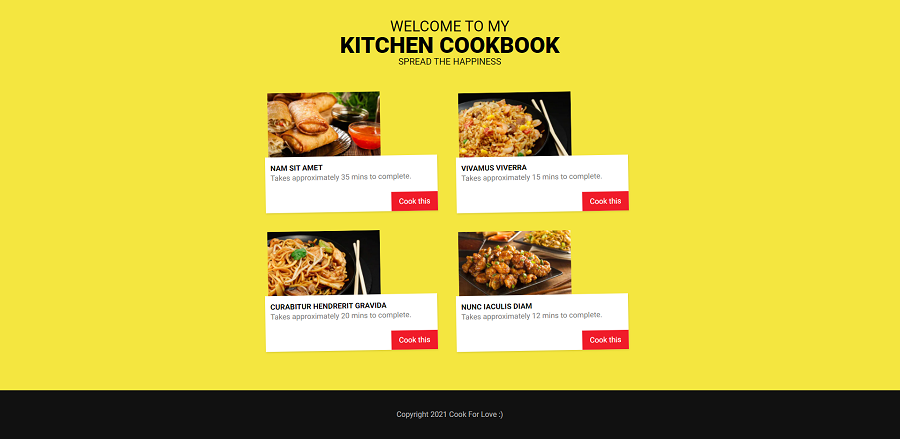 WELCOME TO MY
KITCHEN COOKBOOK
SPREAD THE HAPPINESS
NAM SIT AMET
Takes approximately 35 mins to complete.
Cook this
VIVAMUS VIVERRA
Takes approximately 15 mins to complete.
Cook this
CURABITUR HENDRERIT GRAVIDA
Takes approximately 20 mins to complete.
Cook this
NUNC IACULIS DIAM
Takes approximately 12 mins to complete.
Cook this
Copyright 2021 Cook For Love :)